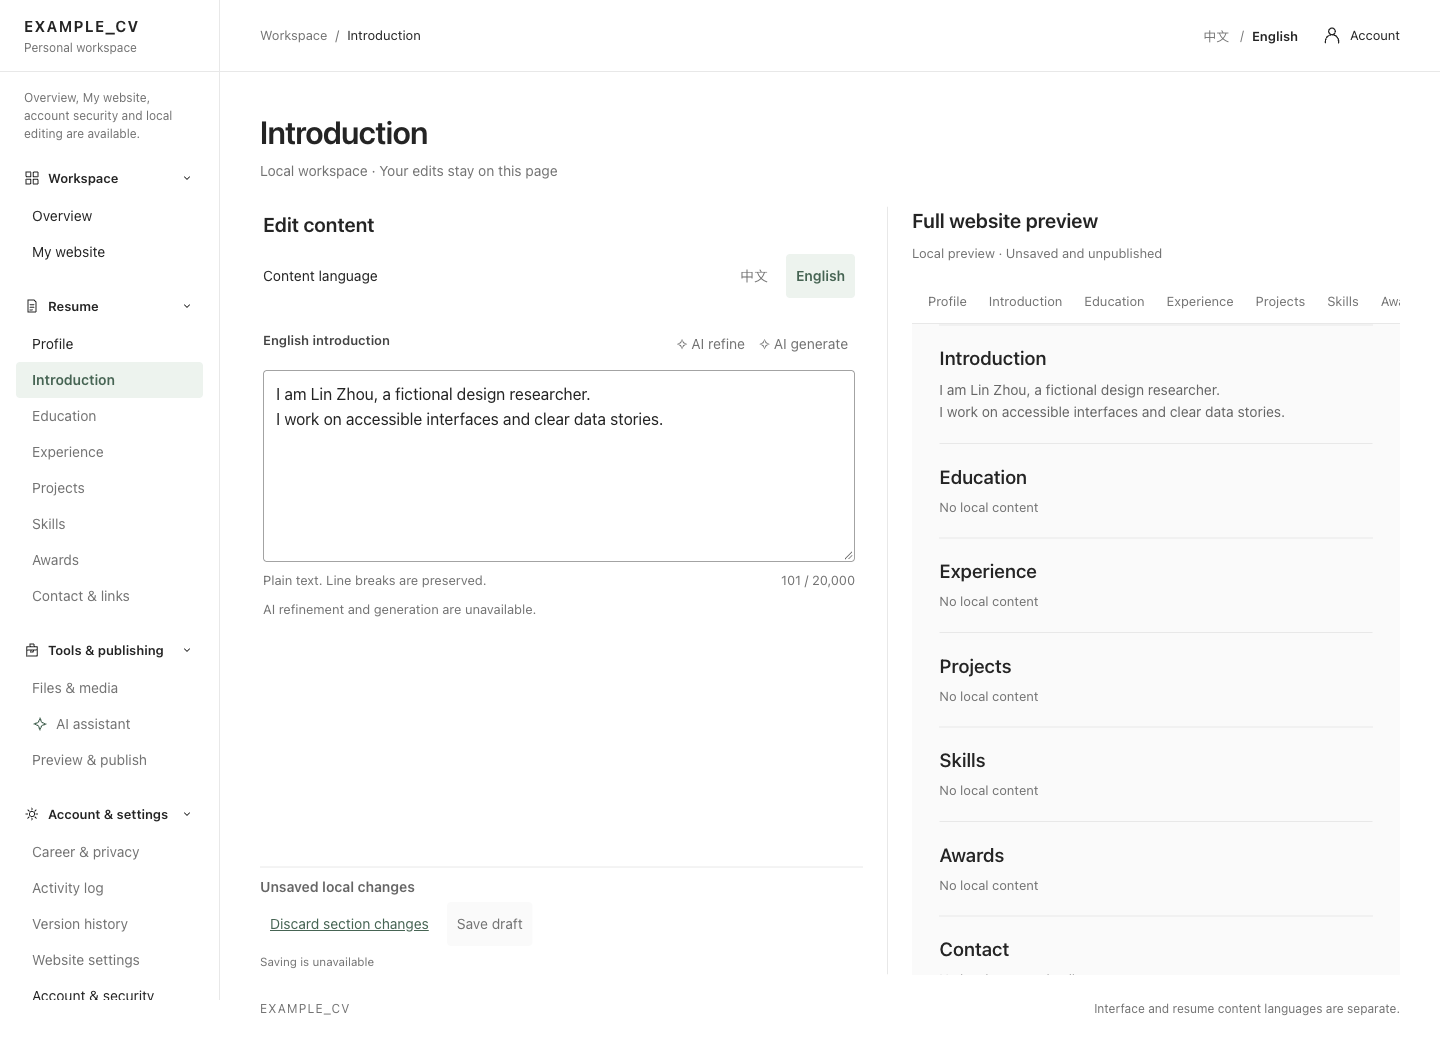 EXAMPLE_CV
Personal workspace
Workspace / Introduction
中文 / English
Account
Overview, My website,
account security and local
editing are available.
Workspace
Overview
My website
Resume
Profile
Introduction
Education
Experience
Projects
Skills
Awards
Contact & links
Tools & publishing
Files & media
AI assistant
Preview & publish
Account & settings
Career & privacy
Activity log
Version history
Website settings
Account & security
Introduction
Local workspace · Your edits stay on this page
Edit content
Content language
中文 English
English introduction
AI refine AI generate
I am Lin Zhou, a fictional design researcher.
I work on accessible interfaces and clear data stories.
Plain text. Line breaks are preserved.
101 / 20,000
AI refinement and generation are unavailable.
Unsaved local changes
Discard section changes
Save draft
Saving is unavailable
Full website preview
Local preview · Unsaved and unpublished
Profile Introduction Education Experience Projects Skills
Introduction
I am Lin Zhou, a fictional design researcher.
I work on accessible interfaces and clear data stories.
Education
No local content
Experience
No local content
Projects
No local content
Skills
No local content
Awards
No local content
Contact
EXAMPLE_CV
Interface and resume content languages are separate.